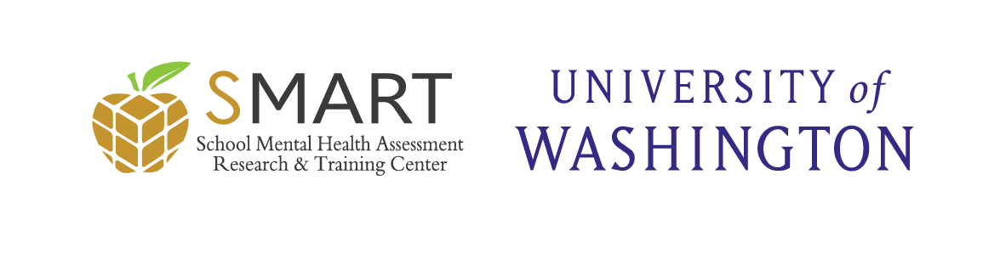 SMART
School Mental Health Assessment
Research & Training Center
UNIVERSITY of
WASHINGTON